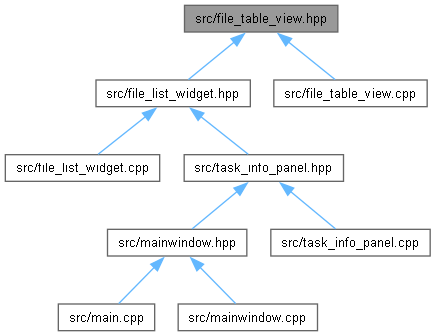 src/file_table_view.hpp
src/file_list_widget.hpp
src/file_table_view.cpp
src/file_list_widget.cpp
src/task_info_panel.hpp
src/mainwindow.hpp
src/task_info_panel.cpp
src/main.cpp
src/mainwindow.cpp